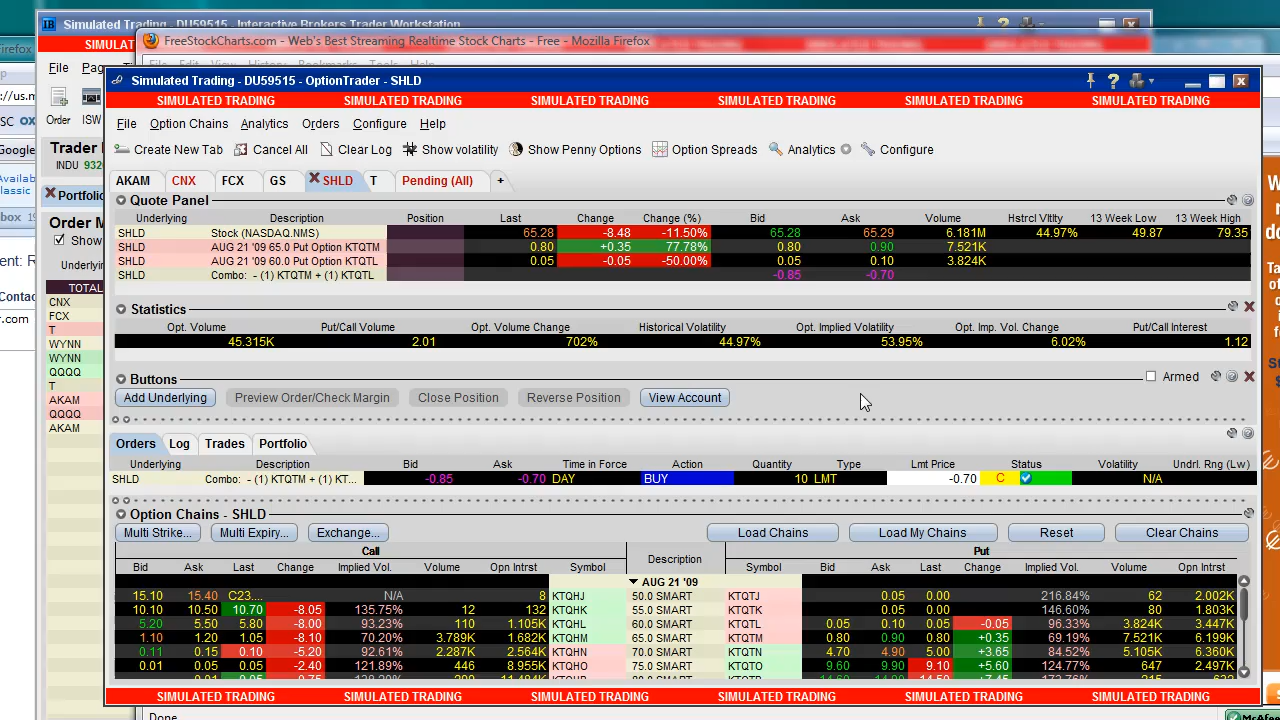 Simulated Trading - DU59515 - Interactive Brokers Trader Workstation
SIMULAT
FreeStockCharts.com - Web's Best Streaming Realtime Stock Charts - Free - Mozilla Firefox
File Edit View History Bookmarks Tools Help
File Pag
Order ISW
Trader
INDU 932
Portfolio
Order M
Show
Underlying
TOTAL
CNX
FCX
T
WYNN
WYNN
QQQQ
T
AKAM
QQQQ
AKAM
Simulated Trading - DU59515 - OptionTrader - SHLD
SIMULATED TRADING SIMULATED TRADING SIMULATED TRADING SIMULATED TRADING SIMULATED TRADING SIMULATED TRADING
File Option Chains Analytics Orders Configure Help
Create New Tab Cancel All Clear Log Show volatility Show Penny Options Option Spreads Analytics Configure
AKAM CNX FCX GS SHLD T Pending (All) +
Quote Panel
Underlying Description Position Last Change Change (%) Bid Ask Volume Hstrcl Vltlty 13 Week Low 13 Week High
SHLD Stock (NASDAQ.NMS) 65.28 -8.48 -11.50% 65.28 65.29 6.181M 44.97% 49.87 79.35
SHLD AUG 21 '09 65.0 Put Option KTQTM 0.80 +0.35 77.78% 0.80 0.90 7.521K
SHLD AUG 21 '09 60.0 Put Option KTQTL 0.05 -0.05 -50.00% 0.05 0.10 3.824K
SHLD Combo: - (1) KTQTM + (1) KTQTL -0.85 -0.70
Statistics
Opt. Volume Put/Call Volume Opt. Volume Change Historical Volatility Opt. Implied Volatility Opt. Imp. Vol. Change Put/Call Interest
45.315K 2.01 702% 44.97% 53.95% 6.02% 1.12
Buttons Armed
Add Underlying Preview Order/Check Margin Close Position Reverse Position View Account
Orders Log Trades Portfolio
Underlying Description Bid Ask Time in Force Action Quantity Type Lmt Price Status Volatility Undrl. Rng (Lw)
SHLD Combo: - (1) KTQTM + (1) KT... -0.85 -0.70 DAY BUY 10 LMT -0.70 C N/A
Option Chains - SHLD
Multi Strike... Multi Expiry... Exchange... Load Chains Load My Chains Reset Clear Chains
Call Description Put
Bid Ask Last Change Implied Vol. Volume Opn Intrst Symbol Symbol Bid Ask Last Change Implied Vol. Volume Opn Intrst
AUG 21 '09
15.10 15.40 C23.... N/A 8 KTQHJ 50.0 SMART KTQTJ 0.05 0.00 216.84% 62 2.002K
10.10 10.50 10.70 -8.05 135.75% 12 132 KTQHK 55.0 SMART KTQTK 0.05 0.00 146.60% 80 1.803K
5.20 5.50 5.80 -8.00 93.23% 110 1.105K KTQHL 60.0 SMART KTQTL 0.05 0.10 0.05 -0.05 96.33% 3.824K 3.447K
1.10 1.20 1.05 -8.10 70.20% 3.789K 1.682K KTQHM 65.0 SMART KTQTM 0.80 0.90 0.80 +0.35 69.19% 7.521K 6.199K
0.11 0.15 0.10 -5.20 92.61% 2.287K 2.564K KTQHN 70.0 SMART KTQTN 4.70 4.90 5.00 +3.65 84.52% 5.105K 6.360K
0.01 0.05 0.05 -2.40 121.89% 446 8.955K KTQHO 75.0 SMART KTQTO 9.60 9.90 9.10 +5.60 124.77% 647 2.497K
SIMULATED TRADING SIMULATED TRADING SIMULATED TRADING SIMULATED TRADING SIMULATED TRADING SIMULATED TRADING
Done